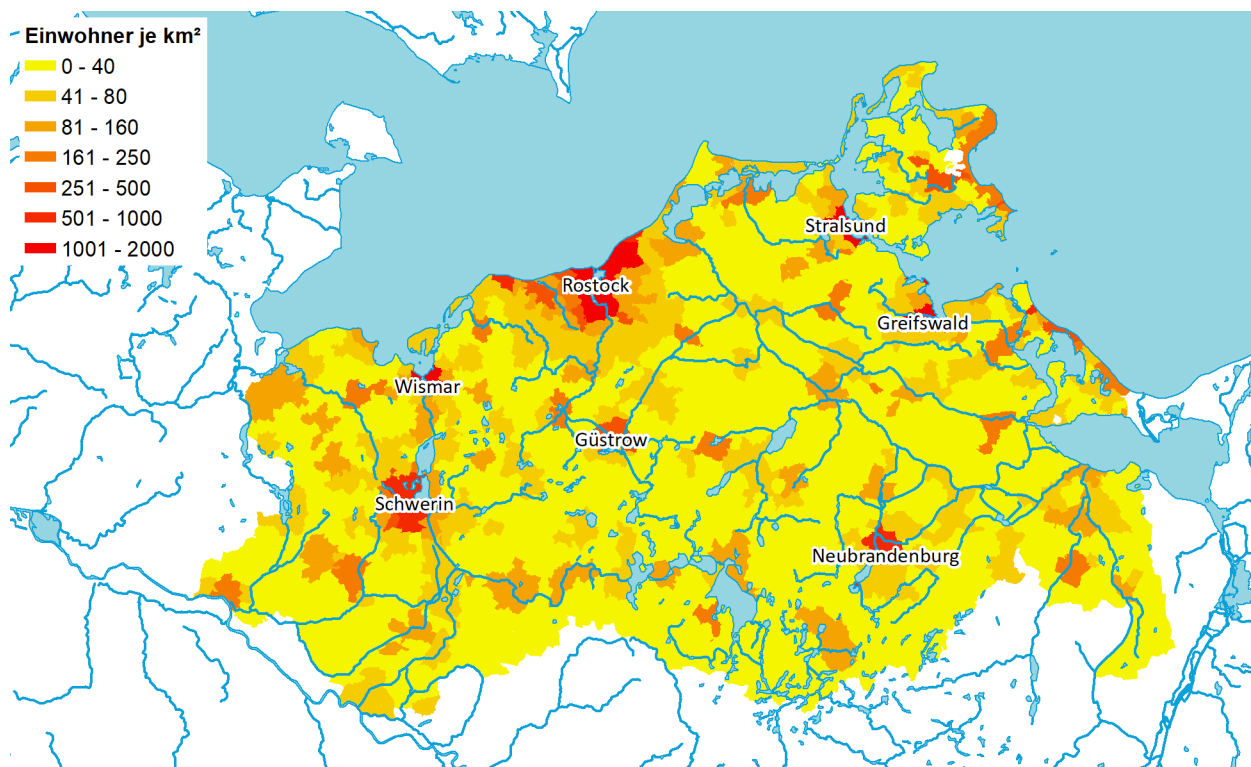 Einwohner je km²
0 - 40
41 - 80
81 - 160
161 - 250
251 - 500
501 - 1000
1001 - 2000
Stralsund
Rostock
Greifswald
Wismar
Güstrow
Schwerin
Neubrandenburg